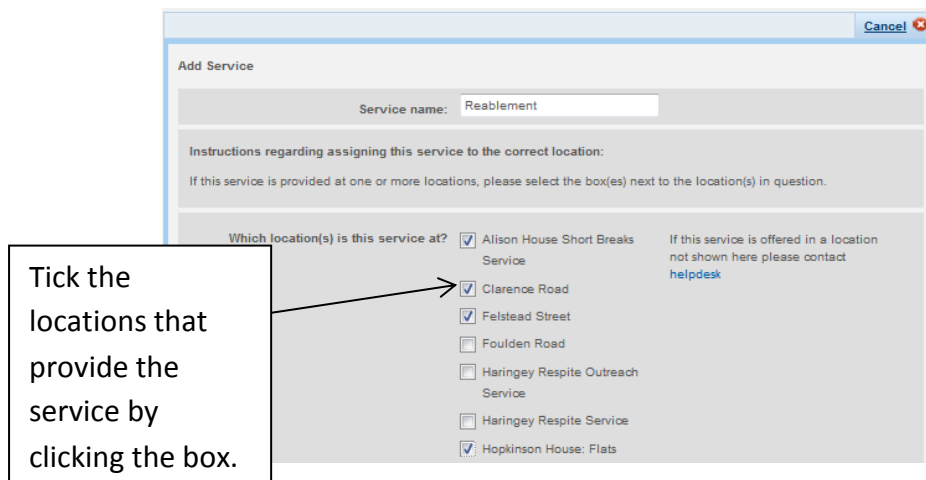 Cancel
Add Service
Service name: Reablement
Instructions regarding assigning this service to the correct location:
If this service is provided at one or more locations, please select the box(es) next to the location(s) in question.
Which location(s) is this service at?
Alison House Short Breaks
Service
Clarence Road
Felstead Street
Foulden Road
Haringey Respite Outreach
Service
Haringey Respite Service
Hopkinson House: Flats
If this service is offered in a location
not shown here please contact
helpdesk
Tick the
locations that
provide the
service by
clicking the box.